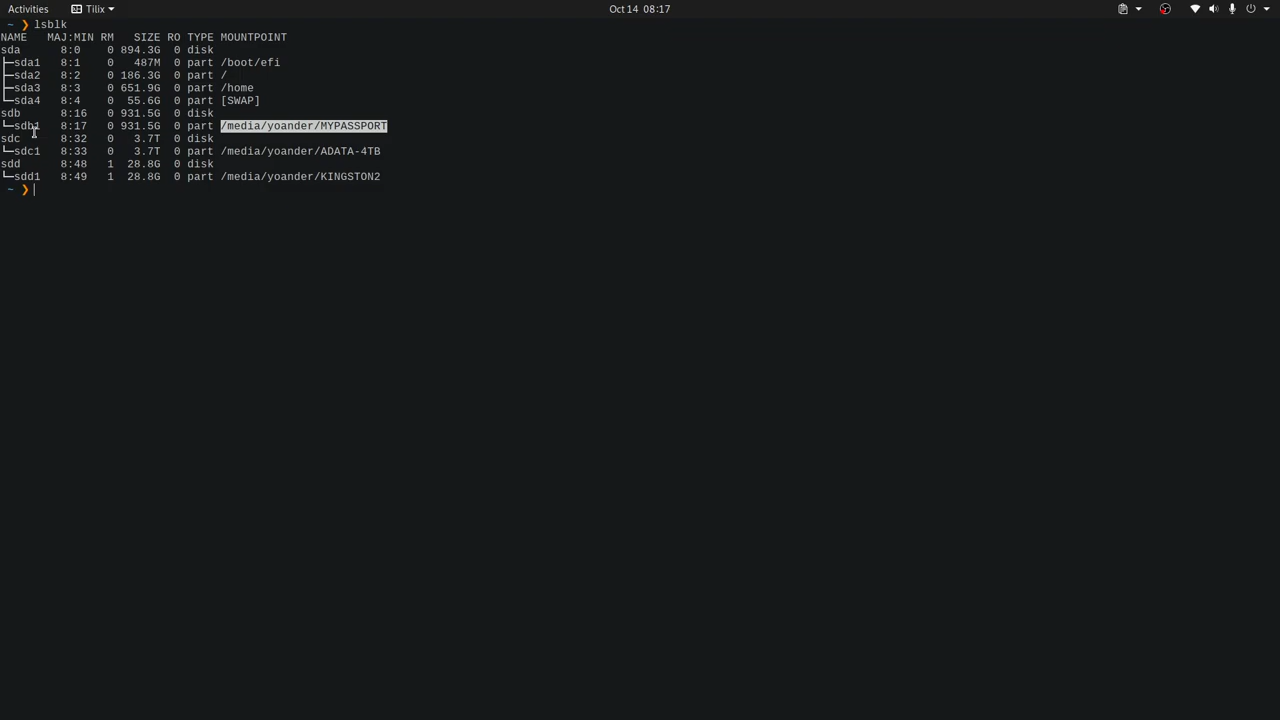 Activities Tilix Oct 14 08:17
~ ❯ lsblk
NAME   MAJ:MIN RM   SIZE RO TYPE MOUNTPOINT
sda      8:0    0 894.3G  0 disk
├─sda1   8:1    0   487M  0 part /boot/efi
├─sda2   8:2    0 186.3G  0 part /
├─sda3   8:3    0 651.9G  0 part /home
└─sda4   8:4    0  55.6G  0 part [SWAP]
sdb      8:16   0 931.5G  0 disk
└─sdb1   8:17   0 931.5G  0 part /media/yoander/MYPASSPORT
sdc      8:32   0   3.7T  0 disk
└─sdc1   8:33   0   3.7T  0 part /media/yoander/ADATA-4TB
sdd      8:48   1  28.8G  0 disk
└─sdd1   8:49   1  28.8G  0 part /media/yoander/KINGSTON2
~ ❯